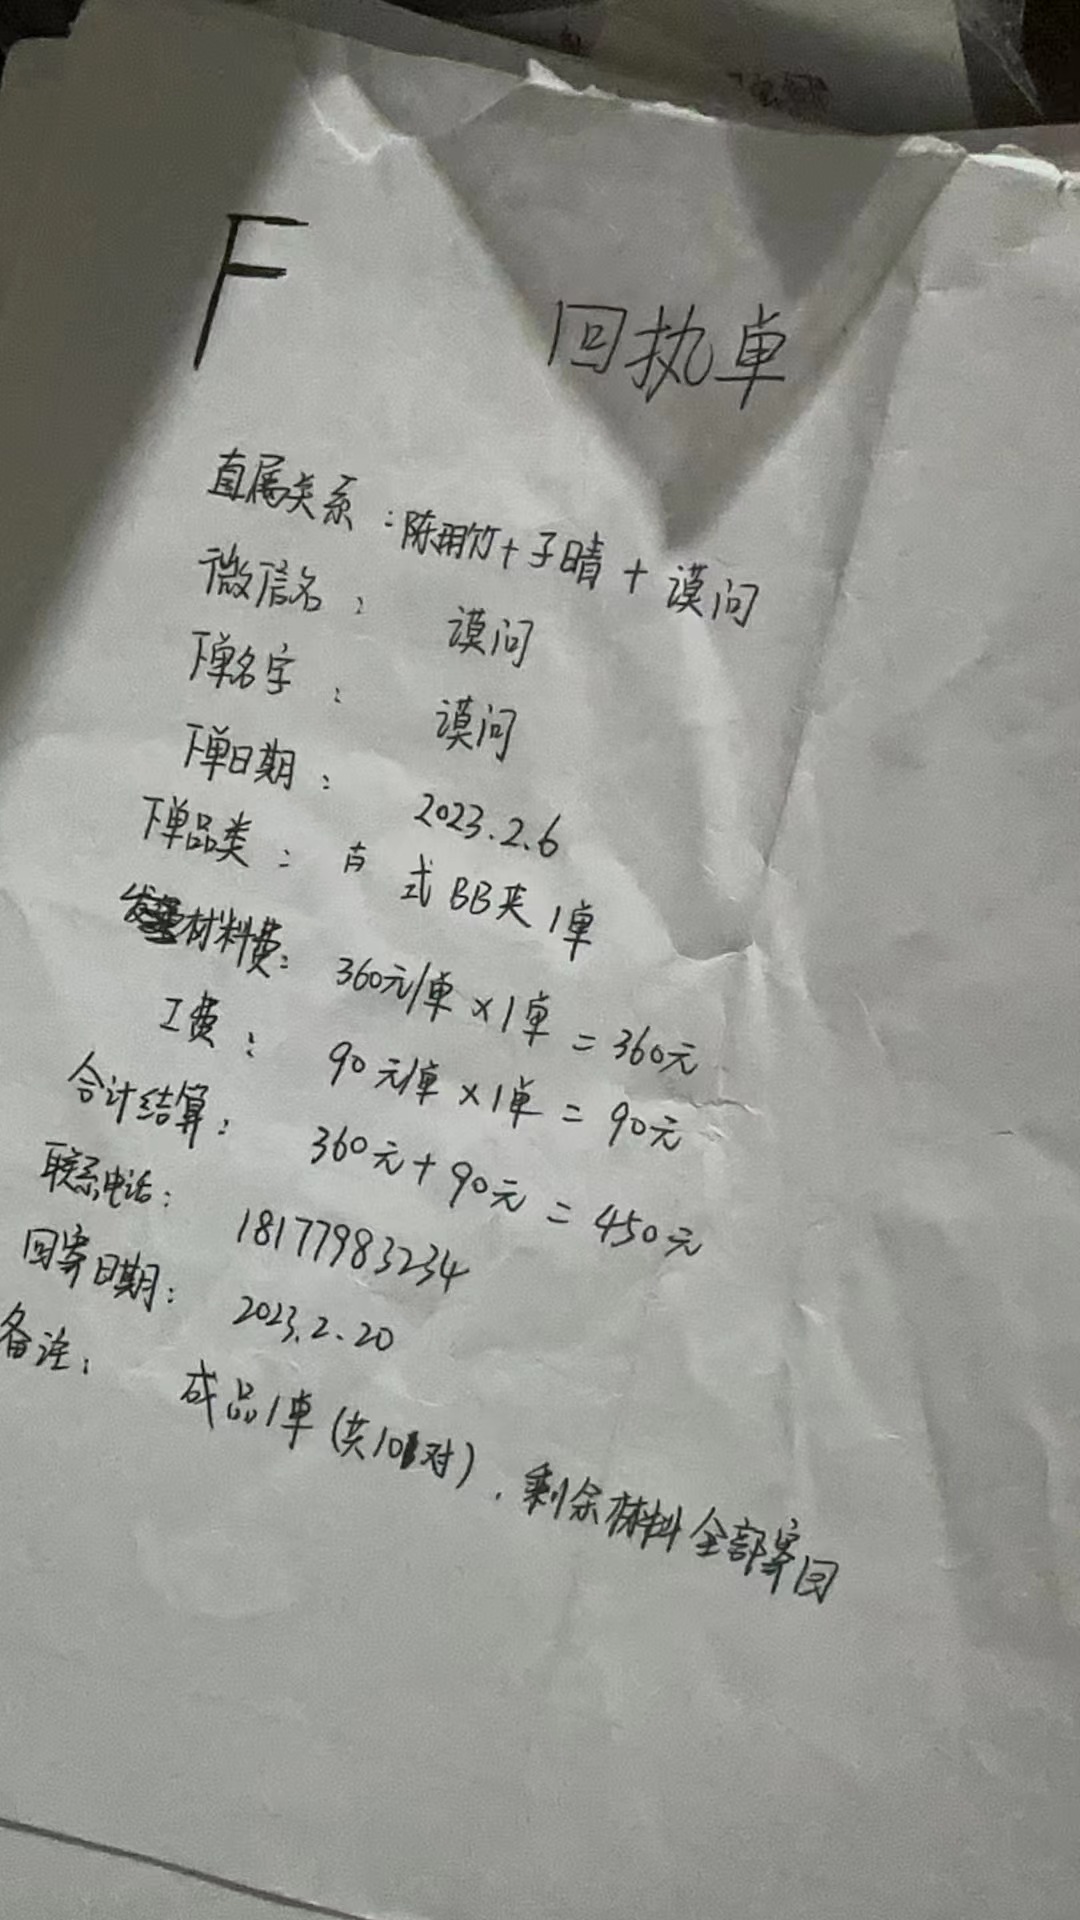 F
回执单
直属关系：陈翊竹+子晴+谟问
微信名：谟问
下单名字：谟问
下单日期：2023.2.6
下单品类：古式BB夹1单
材料费：360元/单×1单=360元
工费：90元/单×1单=90元
合计结算：360元+90元=450元
联系电话：18177983234
回寄日期：2023.2.20
备注：成品1单(共10对)，剩余材料全部寄回